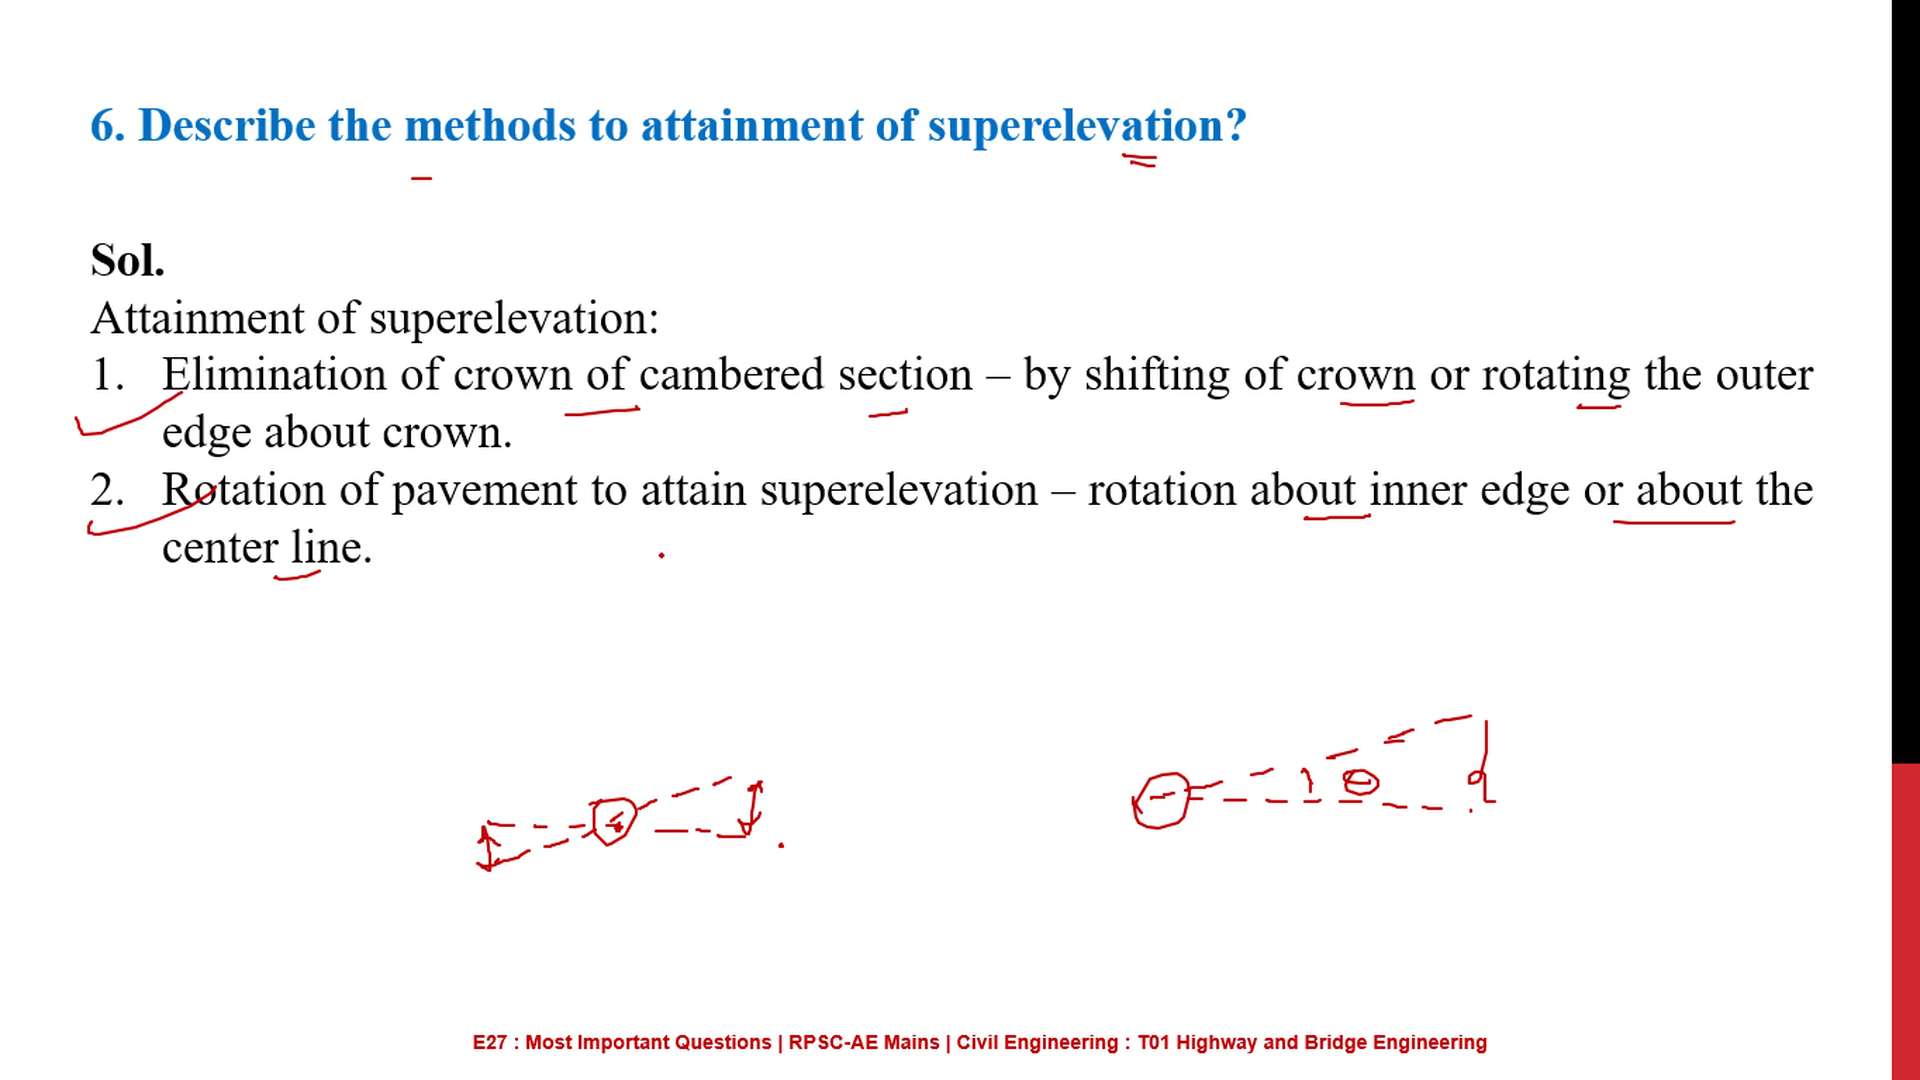 6. Describe the methods to attainment of superelevation?
Sol.
Attainment of superelevation:
1. Elimination of crown of cambered section – by shifting of crown or rotating the outer
edge about crown.
2. Rotation of pavement to attain superelevation – rotation about inner edge or about the
center line.
E27 : Most Important Questions | RPSC-AE Mains | Civil Engineering : T01 Highway and Bridge Engineering